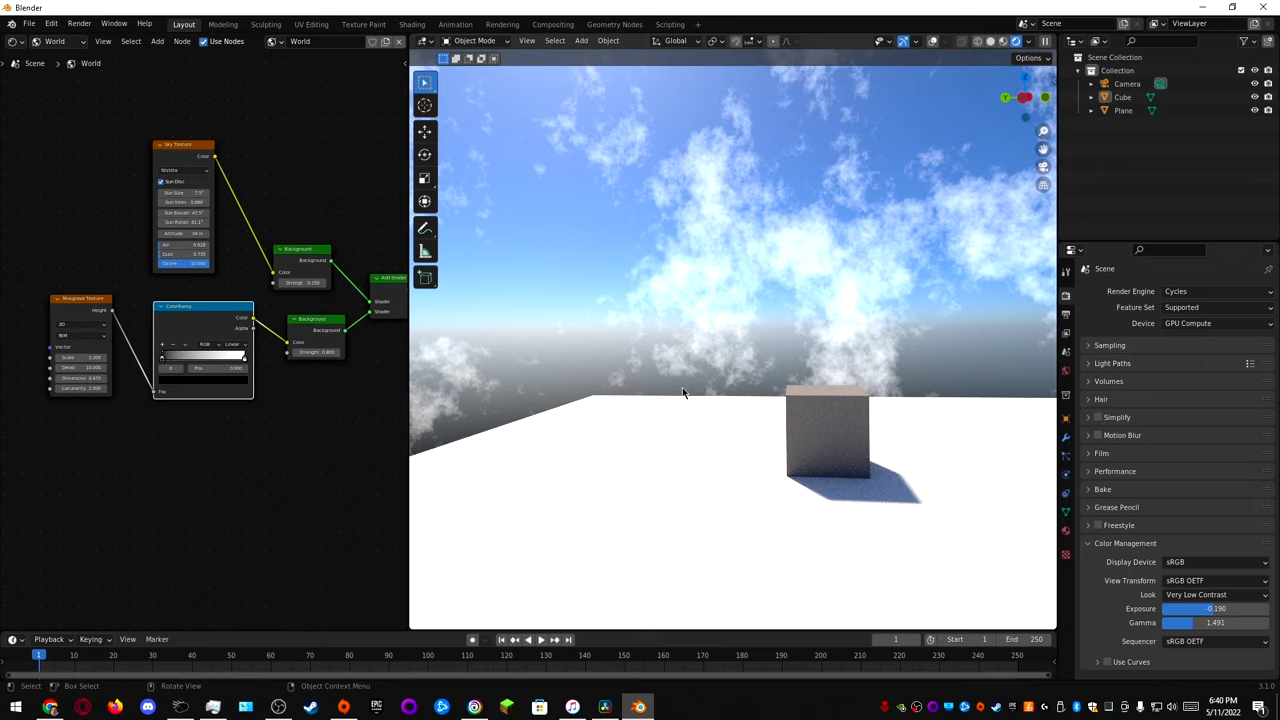 Blender
File Edit Render Window Help Layout Modeling Sculpting UV Editing Texture Paint Shading Animation Rendering Compositing Geometry Nodes Scripting + Scene ViewLayer
World View Select Add Node Use Nodes World
Object Mode View Select Add Object Global
Options
Scene > World
Sky Texture
Color
Nishita
Sun Disc
Sun Size 7.5°
Sun Inten 0.880
Sun Elevati 47.5°
Sun Rotati 61.1°
Altitude 34 m
Air 0.628
Dust 0.735
Ozone 10.000
Background
Background
Color
Strengt 0.150
Add Shader
Shader
Shader
Musgrave Texture
Height
3D
fBM
Vector
Scale 3.300
Detail 10.000
Dimension 0.470
Lacunarity 2.000
ColorRamp
Color
Alpha
RGB Linear
0 Pos 0.000
Fac
Background
Background
Color
Strength 0.800
Y
Z
Scene Collection
Collection
Camera
Cube
Plane
Scene
Render Engine Cycles
Feature Set Supported
Device GPU Compute
Sampling
Light Paths
Volumes
Hair
Simplify
Motion Blur
Film
Performance
Bake
Grease Pencil
Freestyle
Color Management
Display Device sRGB
View Transform sRGB OETF
Look Very Low Contrast
Exposure -0.190
Gamma 1.491
Sequencer sRGB OETF
Use Curves
Playback Keying View Marker 1 Start 1 End 250
1 10 20 30 40 50 60 70 80 90 100 110 120 130 140 150 160 170 180 190 200 210 220 230 240 250
Select Box Select Rotate View Object Context Menu 3.1.0
EPIC
6:40 PM
5/11/2022